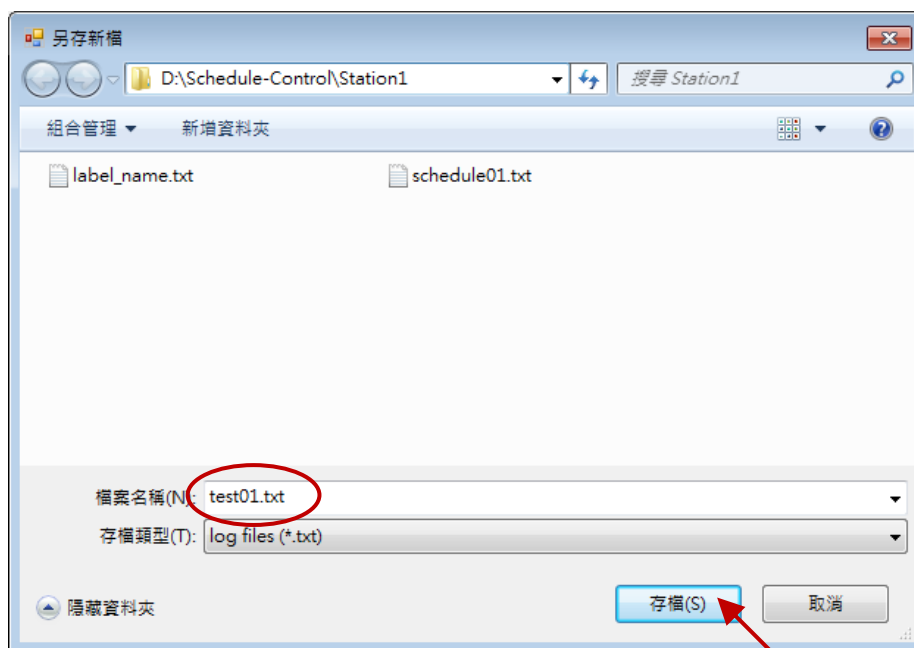 另存新檔
D:\Schedule-Control\Station1
搜尋 Station1
組合管理
新增資料夾
label_name.txt
schedule01.txt
檔案名稱(N): test01.txt
存檔類型(T): log files (*.txt)
隱藏資料夾
存檔(S)
取消